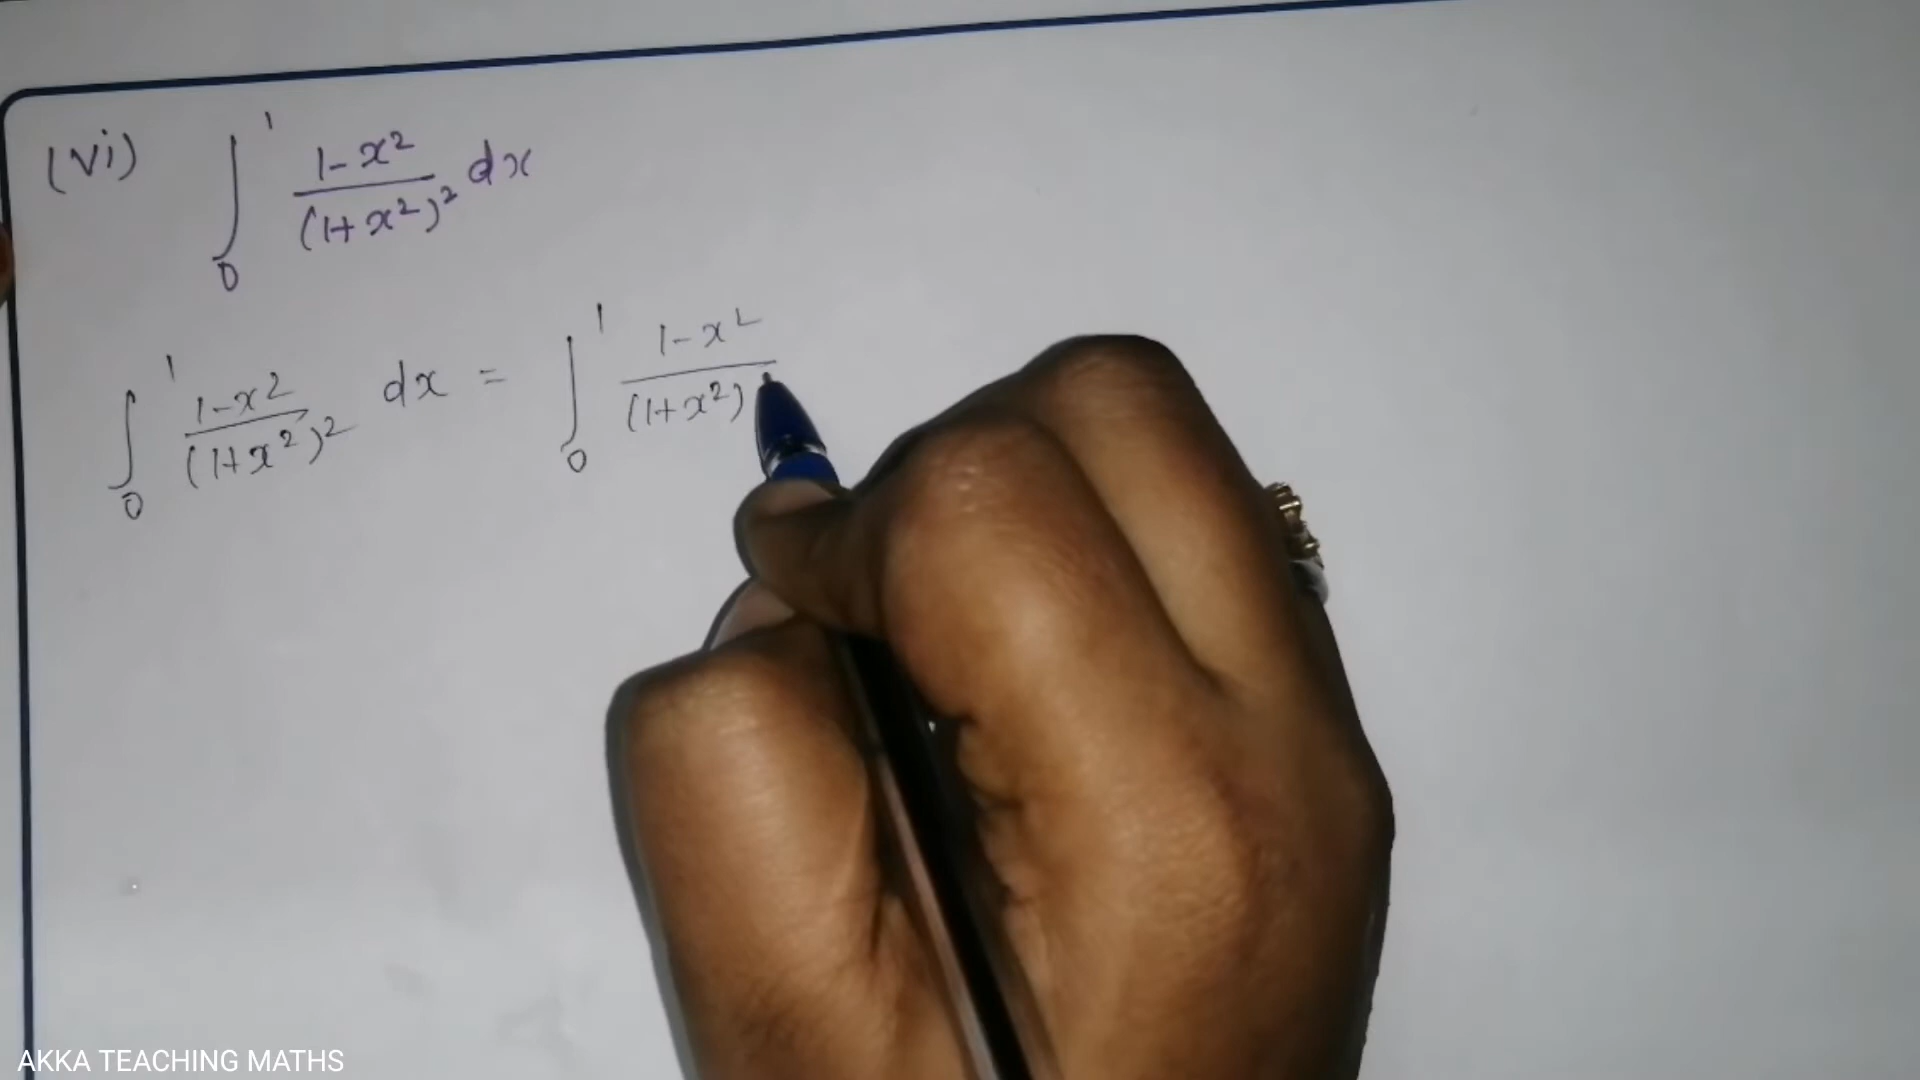 (vi) ∫₀¹ (1-x²)/(1+x²)² dx
∫₀¹ (1-x²)/(1+x²)² dx = ∫₀¹ (1-x²)/(1+x²)
AKKA TEACHING MATHS